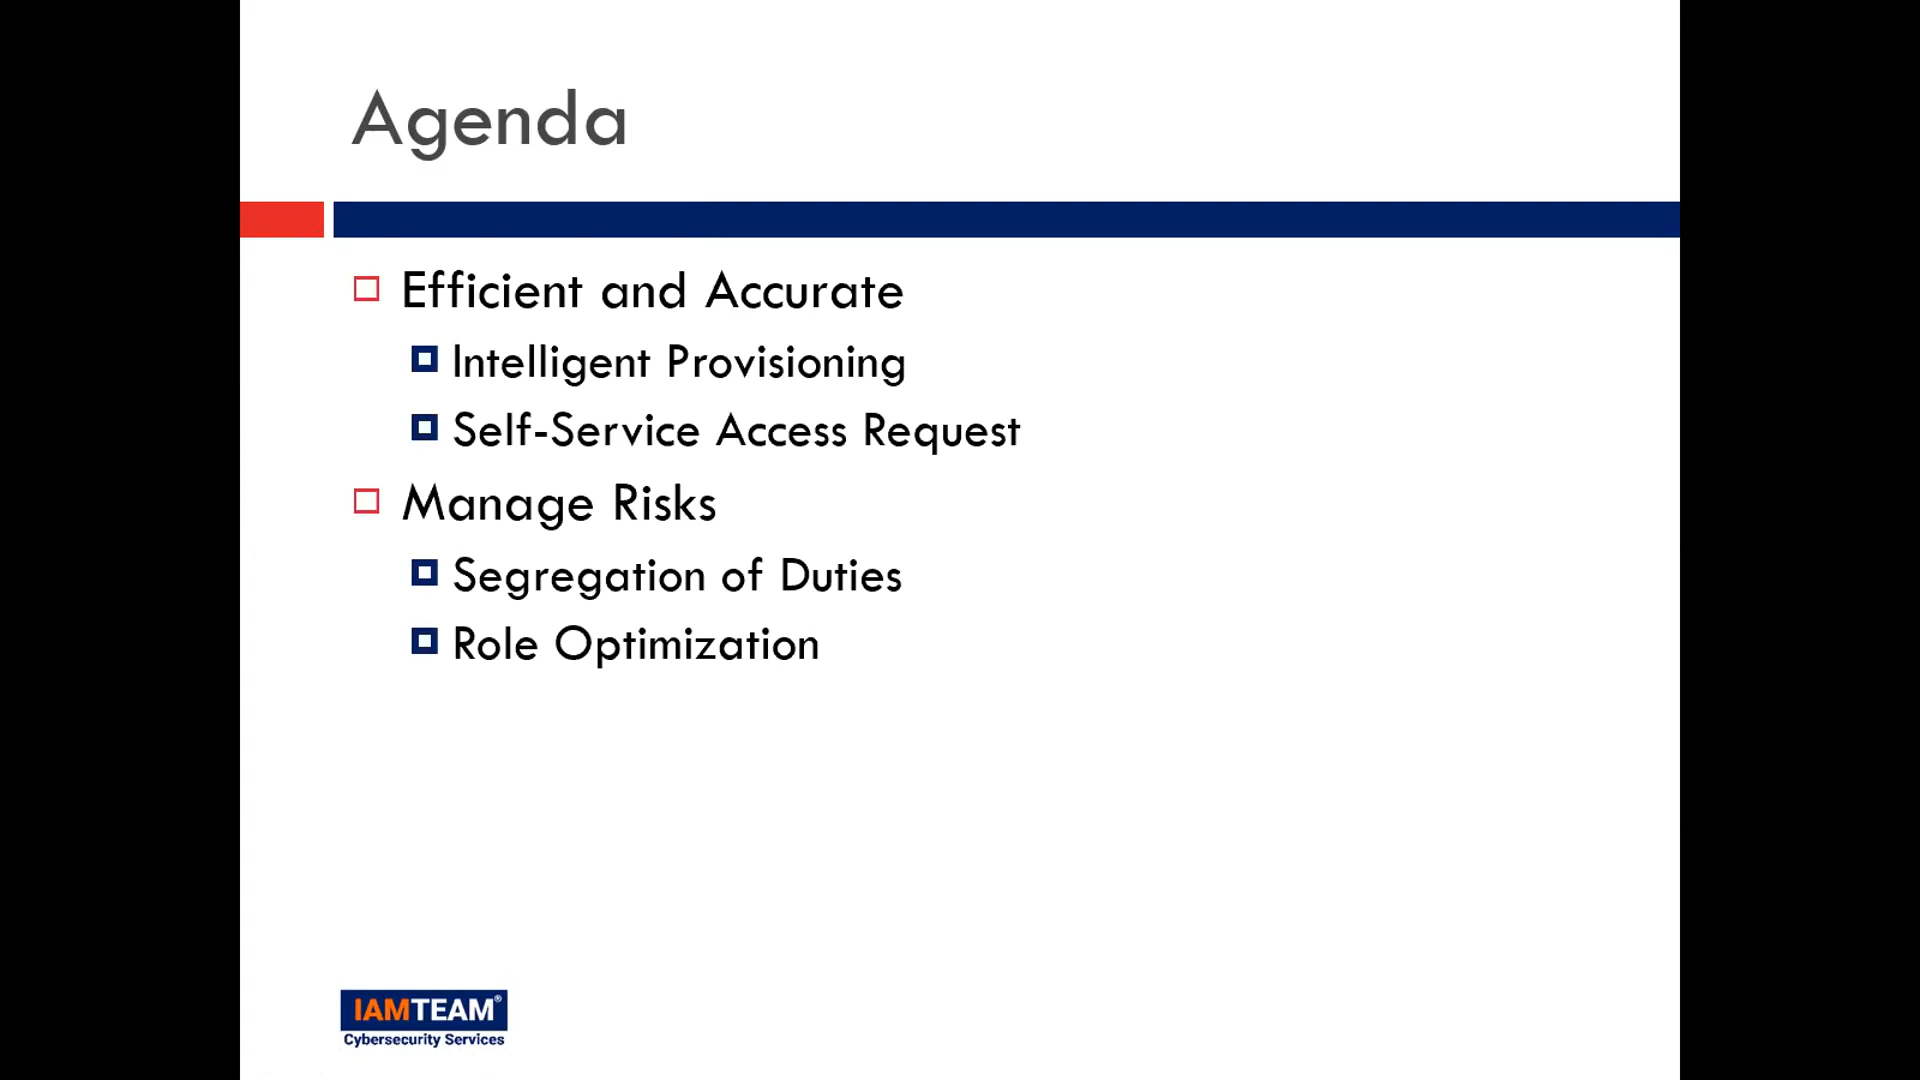 Agenda
Efficient and Accurate
Intelligent Provisioning
Self-Service Access Request
Manage Risks
Segregation of Duties
Role Optimization
IAMTEAM®
Cybersecurity Services